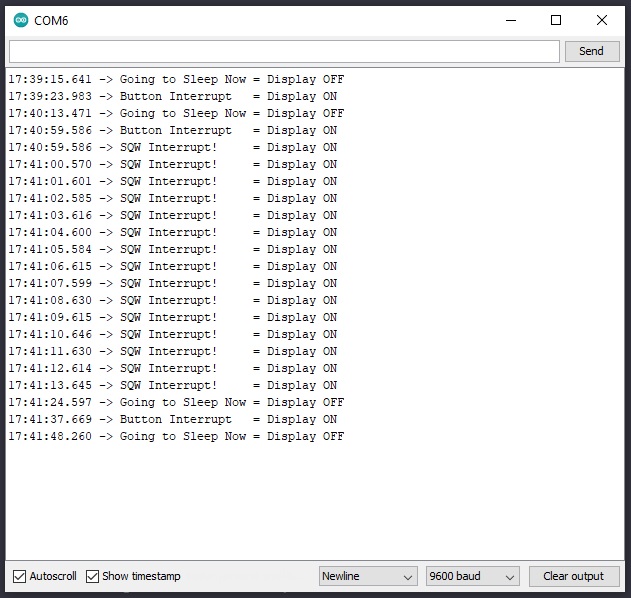 COM6
Send
17:39:15.641 -> Going to Sleep Now = Display OFF
17:39:23.983 -> Button Interrupt   = Display ON
17:40:13.471 -> Going to Sleep Now = Display OFF
17:40:59.586 -> Button Interrupt   = Display ON
17:40:59.586 -> SQW Interrupt!     = Display ON
17:41:00.570 -> SQW Interrupt!     = Display ON
17:41:01.601 -> SQW Interrupt!     = Display ON
17:41:02.585 -> SQW Interrupt!     = Display ON
17:41:03.616 -> SQW Interrupt!     = Display ON
17:41:04.600 -> SQW Interrupt!     = Display ON
17:41:05.584 -> SQW Interrupt!     = Display ON
17:41:06.615 -> SQW Interrupt!     = Display ON
17:41:07.599 -> SQW Interrupt!     = Display ON
17:41:08.630 -> SQW Interrupt!     = Display ON
17:41:09.615 -> SQW Interrupt!     = Display ON
17:41:10.646 -> SQW Interrupt!     = Display ON
17:41:11.630 -> SQW Interrupt!     = Display ON
17:41:12.614 -> SQW Interrupt!     = Display ON
17:41:13.645 -> SQW Interrupt!     = Display ON
17:41:24.597 -> Going to Sleep Now = Display OFF
17:41:37.669 -> Button Interrupt   = Display ON
17:41:48.260 -> Going to Sleep Now = Display OFF
Autoscroll Show timestamp Newline 9600 baud Clear output